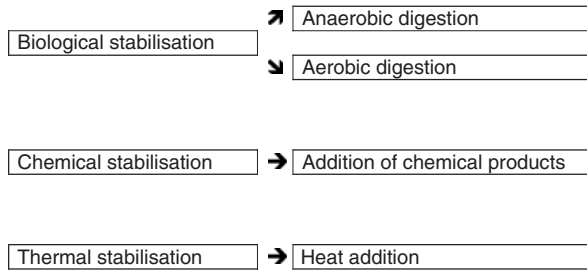 Anaerobic digestion
Biological stabilisation
Aerobic digestion
Chemical stabilisation
Addition of chemical products
Thermal stabilisation
Heat addition